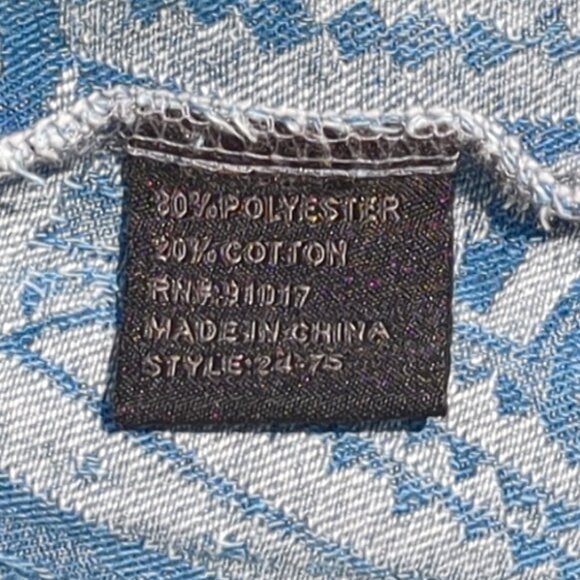 80% POLYESTER
20% COTTON
RN#:91017
MADE IN CHINA
STYLE:24-75